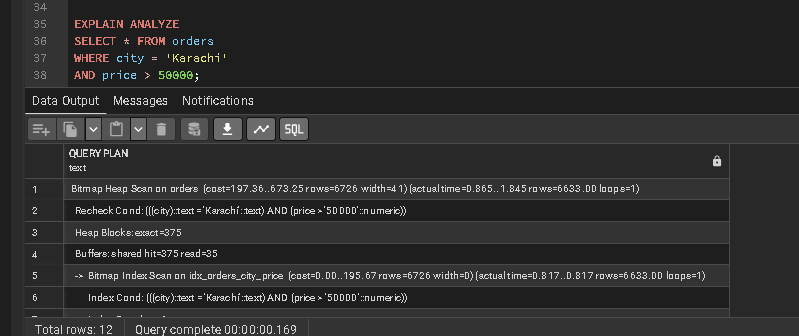 34
35 EXPLAIN ANALYZE
36 SELECT * FROM orders
37 WHERE city = 'Karachi'
38 AND price > 50000;
Data Output Messages Notifications
SQL
QUERY PLAN
text
1 Bitmap Heap Scan on orders (cost=197.36..673.25 rows=6726 width=41) (actual time=0.865..1.845 rows=6633.00 loops=1)
2 Recheck Cond: (((city)::text = 'Karachi'::text) AND (price > '50000'::numeric))
3 Heap Blocks: exact=375
4 Buffers: shared hit=375 read=35
5 -> Bitmap Index Scan on idx_orders_city_price (cost=0.00..195.67 rows=6726 width=0) (actual time=0.817..0.817 rows=6633.00 loops=1)
6 Index Cond: (((city)::text = 'Karachi'::text) AND (price > '50000'::numeric))
Total rows: 12 Query complete 00:00:00.169